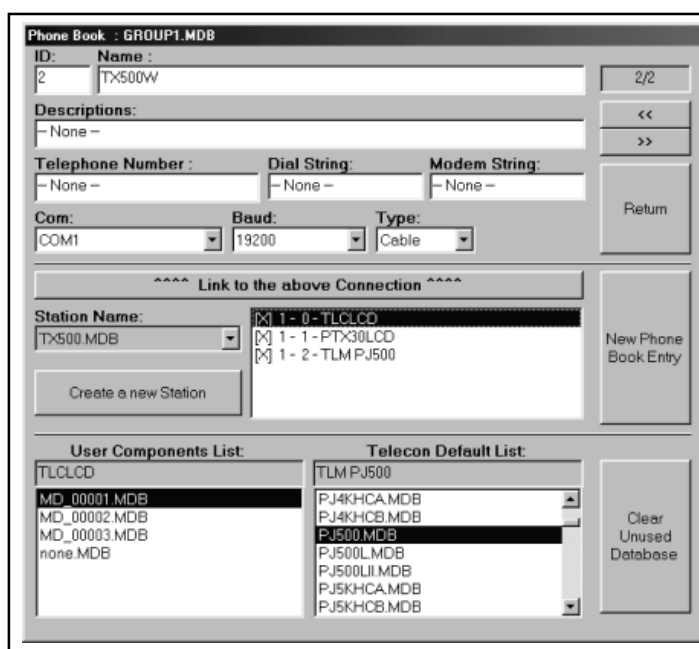 Phone Book : GROUP1.MDB
ID: Name :
2 TX500W 2/2
Descriptions: <<
– None –
>>
Telephone Number : Dial String: Modem String:
– None – – None – – None –
Return
Com: Baud: Type:
COM1 19200 Cable
^^^^ Link to the above Connection ^^^^
Station Name:
TX500.MDB
[X] 1 - 0 - TLCLCD
[X] 1 - 1 - PTX30LCD
[X] 1 - 2 - TLM PJ500
New Phone
Book Entry
Create a new Station
User Components List:
TLCLCD
MD_00001.MDB
MD_00002.MDB
MD_00003.MDB
none.MDB
Telecon Default List:
TLM PJ500
PJ4KHCA.MDB
PJ4KHCB.MDB
PJ500.MDB
PJ500L.MDB
PJ500LII.MDB
PJ5KHCA.MDB
PJ5KHCB.MDB
Clear
Unused
Database